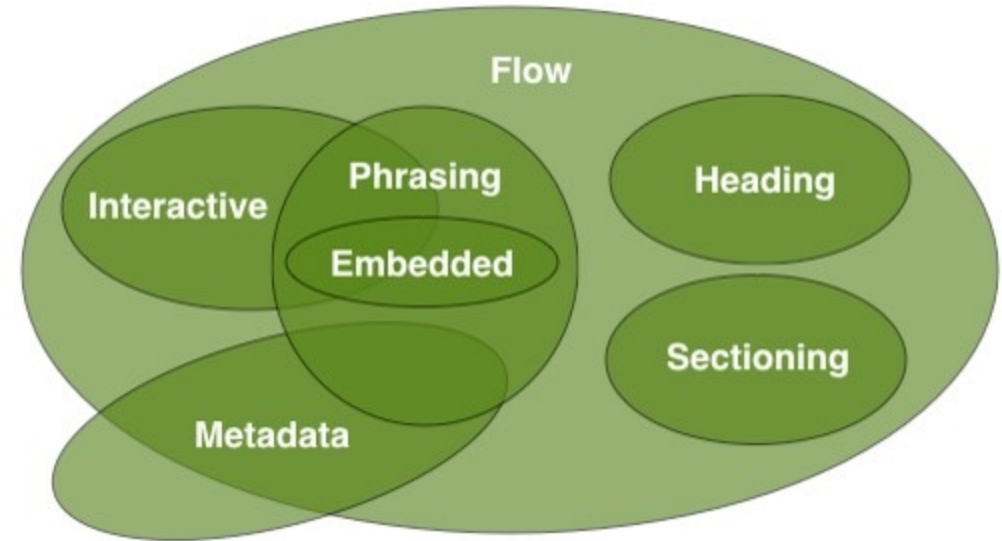 Flow
Phrasing
Heading
Interactive
Embedded
Sectioning
Metadata